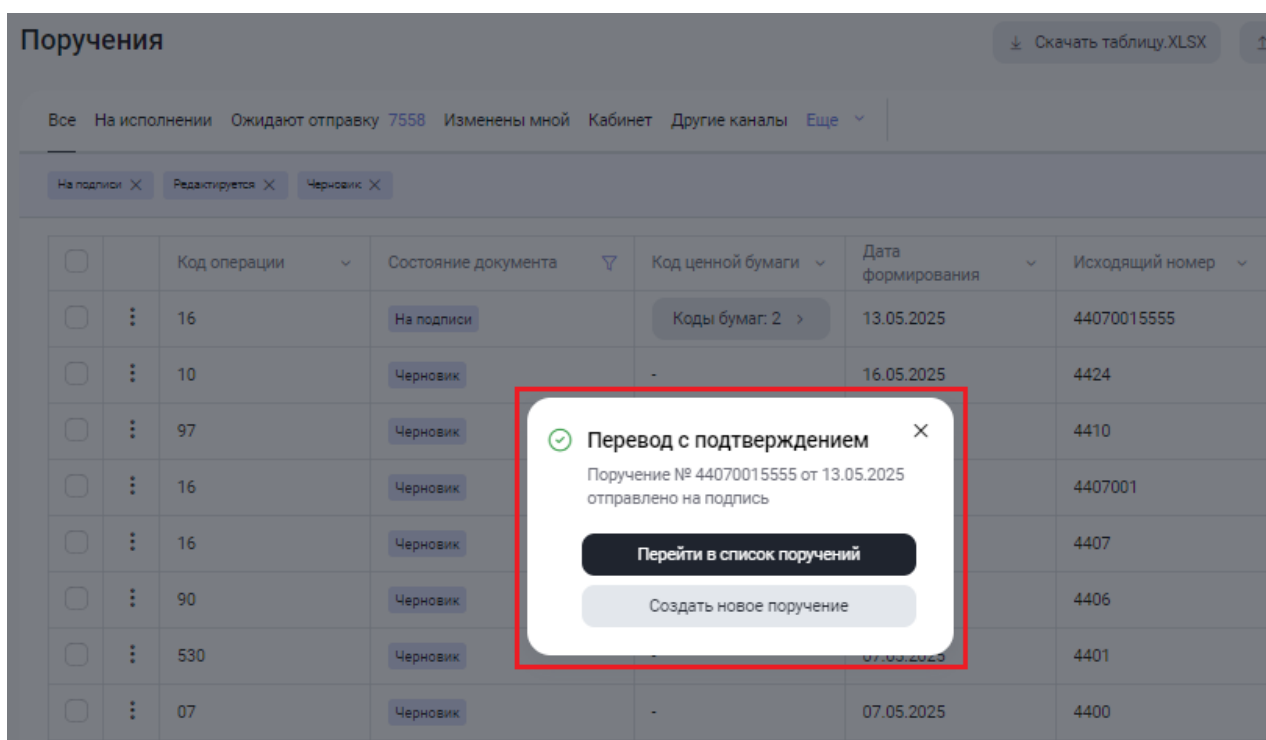 Поручения
Скачать таблицу.XLSX
Все На исполнении Ожидают отправку 7558 Изменены мной Кабинет Другие каналы Еще
На подписи Редактируется Черновик
Код операции Состояние документа Код ценной бумаги Дата формирования Исходящий номер
16 На подписи Коды бумаг: 2 13.05.2025 44070015555
10 Черновик - 16.05.2025 4424
97 Черновик 4410
16 Черновик 4407001
16 Черновик 4407
90 Черновик 4406
530 Черновик - 07.05.2025 4401
07 Черновик - 07.05.2025 4400
Перевод с подтверждением
Поручение № 44070015555 от 13.05.2025
отправлено на подпись
Перейти в список поручений
Создать новое поручение